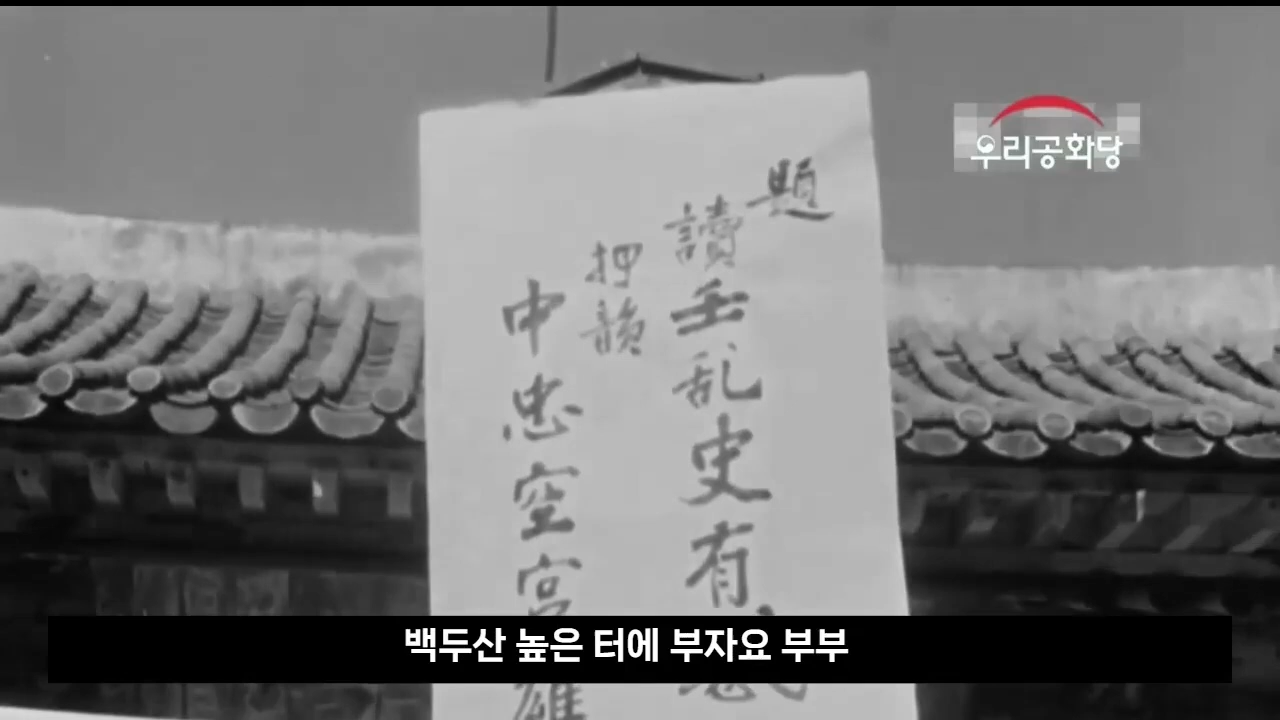 우리공화당
題
讀壬乱史有感
押韻
中忠空宮雄
백두산 높은 터에 부자요 부부